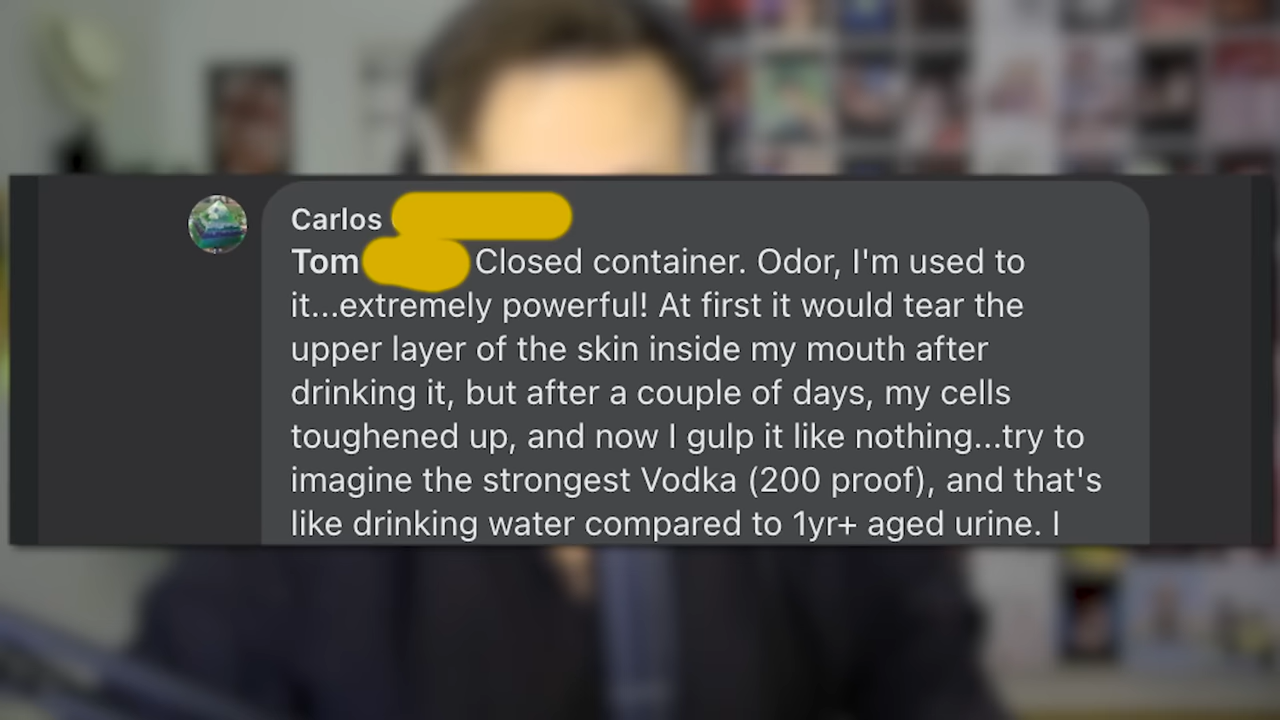 Carlos
Tom Closed container. Odor, I'm used to
it...extremely powerful! At first it would tear the
upper layer of the skin inside my mouth after
drinking it, but after a couple of days, my cells
toughened up, and now I gulp it like nothing...try to
imagine the strongest Vodka (200 proof), and that's
like drinking water compared to 1yr+ aged urine. I